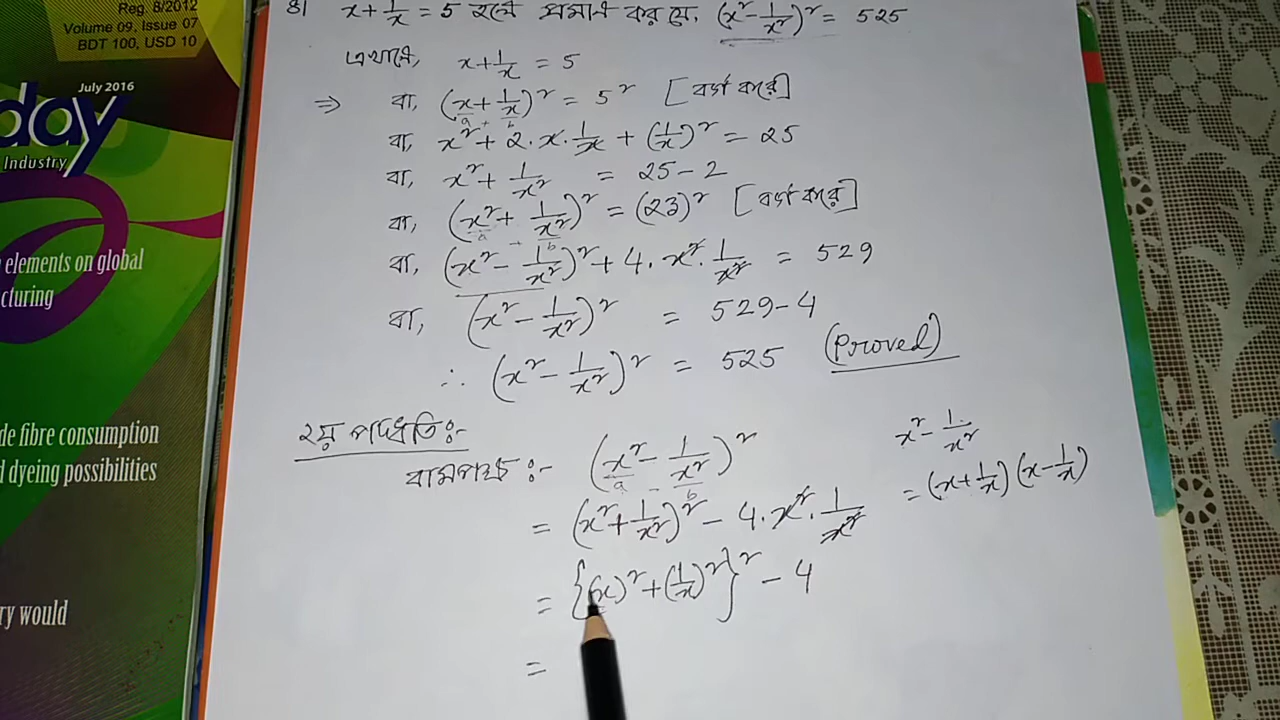 Reg. 8/2012
Volume 09, Issue 07
BDT 100, USD 10
July 2016
day
Industry
elements on global
cturing
de fibre consumption
d dyeing possibilities
ry would
৪। x + 1/x = 5 হলে প্রমাণ কর যে, (x² - 1/x²)² = 525
এখানে, x + 1/x = 5
⇒ বা, (x + 1/x)² = 5² [বর্গ করে]
a + b
বা, x² + 2·x·1/x + (1/x)² = 25
বা, x² + 1/x² = 25 - 2
বা, (x² + 1/x²)² = (23)² [বর্গ করে]
a + b
বা, (x² - 1/x²)² + 4·x²·1/x² = 529
বা, (x² - 1/x²)² = 529 - 4
∴ (x² - 1/x²)² = 525 (Proved)
২য় পদ্ধতিঃ-
বামপক্ষঃ- (x² - 1/x²)²
a - b
= (x² + 1/x²)² - 4·x²·1/x²
= {(x)² + (1/x)²}² - 4
=
x² - 1/x²
= (x + 1/x)(x - 1/x)